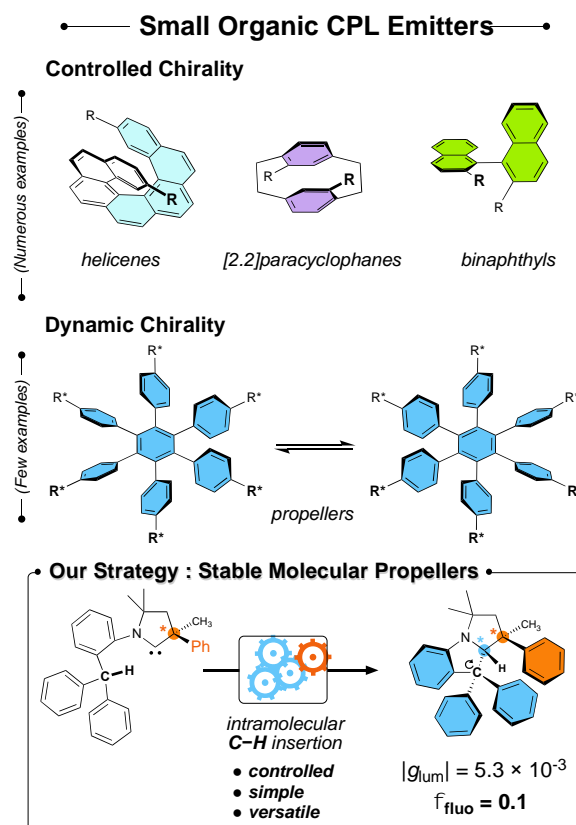 Small Organic CPL Emitters
Controlled Chirality
(Numerous examples)
R
R
R
R
R
R
helicenes
[2.2]paracyclophanes
binaphthyls
Dynamic Chirality
(Few examples)
R*
R*
R*
R*
R*
R*
R*
R*
R*
R*
R*
R*
propellers
Our Strategy : Stable Molecular Propellers
N
*
CH3
Ph
H
N
*
*
CH3
C
H
intramolecular
C–H insertion
● controlled
● simple
● versatile
|glum| = 5.3 × 10-3
Γfluo = 0.1